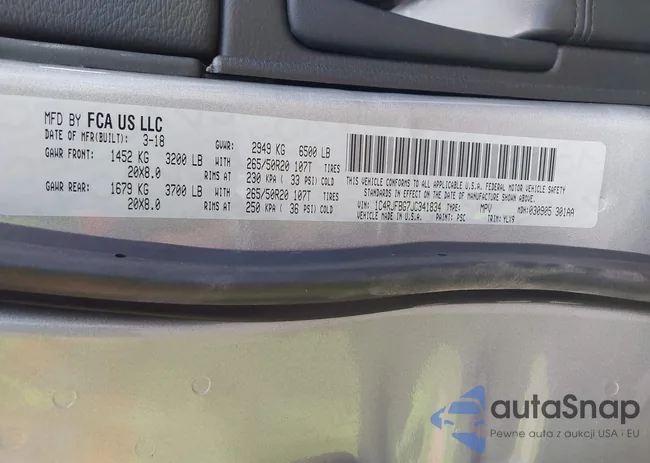 MFD BY FCA US LLC
DATE OF MFR(BUILT): 3-18 GVWR: 2949 KG 6500 LB
GAWR FRONT: 1452 KG 3200 LB WITH 265/50R20 107T TIRES
20X8.0 RIMS AT 230 KPA ( 33 PSI) COLD
GAWR REAR: 1679 KG 3700 LB WITH 265/50R20 107T TIRES
20X8.0 RIMS AT 250 KPA ( 36 PSI) COLD
THIS VEHICLE CONFORMS TO ALL APPLICABLE U.S.A. FEDERAL MOTOR VEHICLE SAFETY
STANDARDS IN EFFECT ON THE DATE OF MANUFACTURE SHOWN ABOVE.
VIN: 1C4RJFBG7JC341834 TYPE: MPV MDH: 030905 301AA
VEHICLE MADE IN U.S.A. PAINT: PSC TRIM: YLX9
autoSnap
Pewne auta z aukcji USA i EU